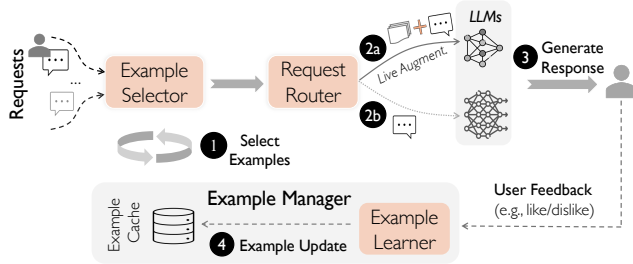 Requests
...
Example
Selector
Request
Router
2a
+
Live Augment.
2b
LLMs
3 Generate
Response
1 Select
Examples
Example Manager
Example
Cache
4 Example Update
Example
Learner
User Feedback
(e.g., like/dislike)